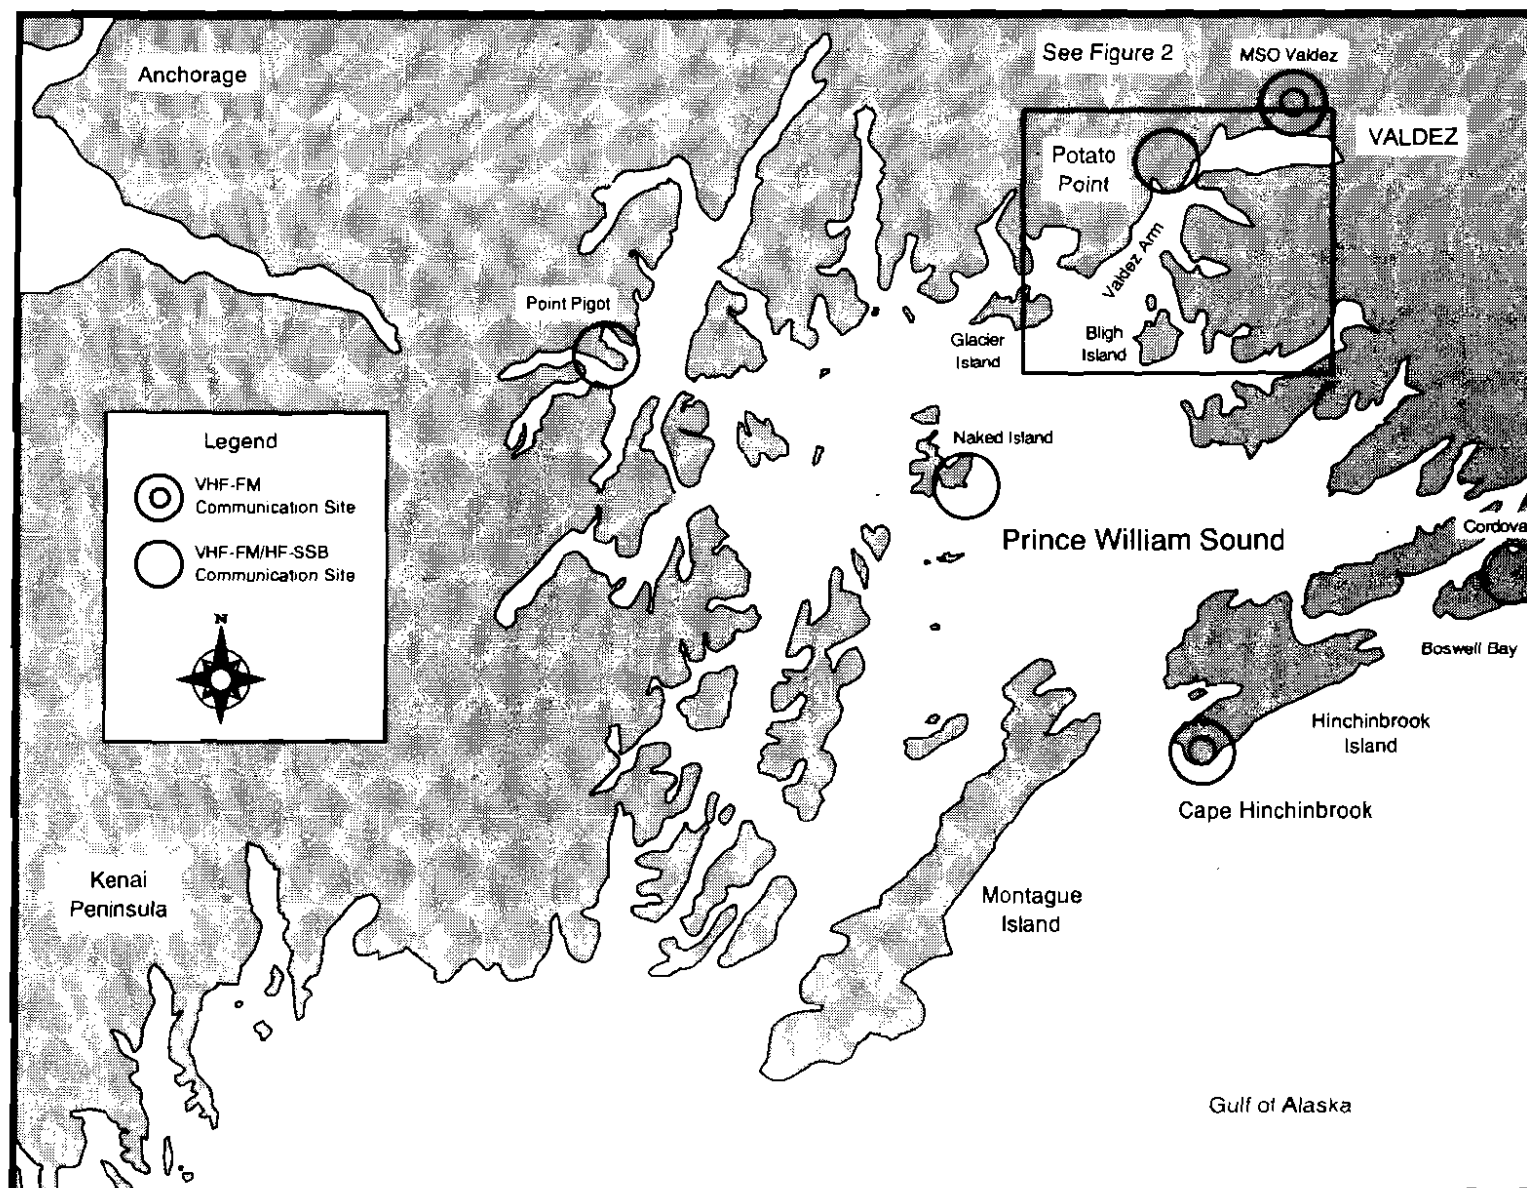 Anchorage
See Figure 2
MSO Valdez
VALDEZ
Potato
Point
Valdez Arm
Point Pigot
Glacier
Island
Bligh
Island
Legend
VHF-FM
Communication Site
VHF-FM/HF-SSB
Communication Site
N
Naked Island
Prince William Sound
Cordova
Boswell Bay
Hinchinbrook
Island
Cape Hinchinbrook
Kenai
Peninsula
Montague
Island
Gulf of Alaska